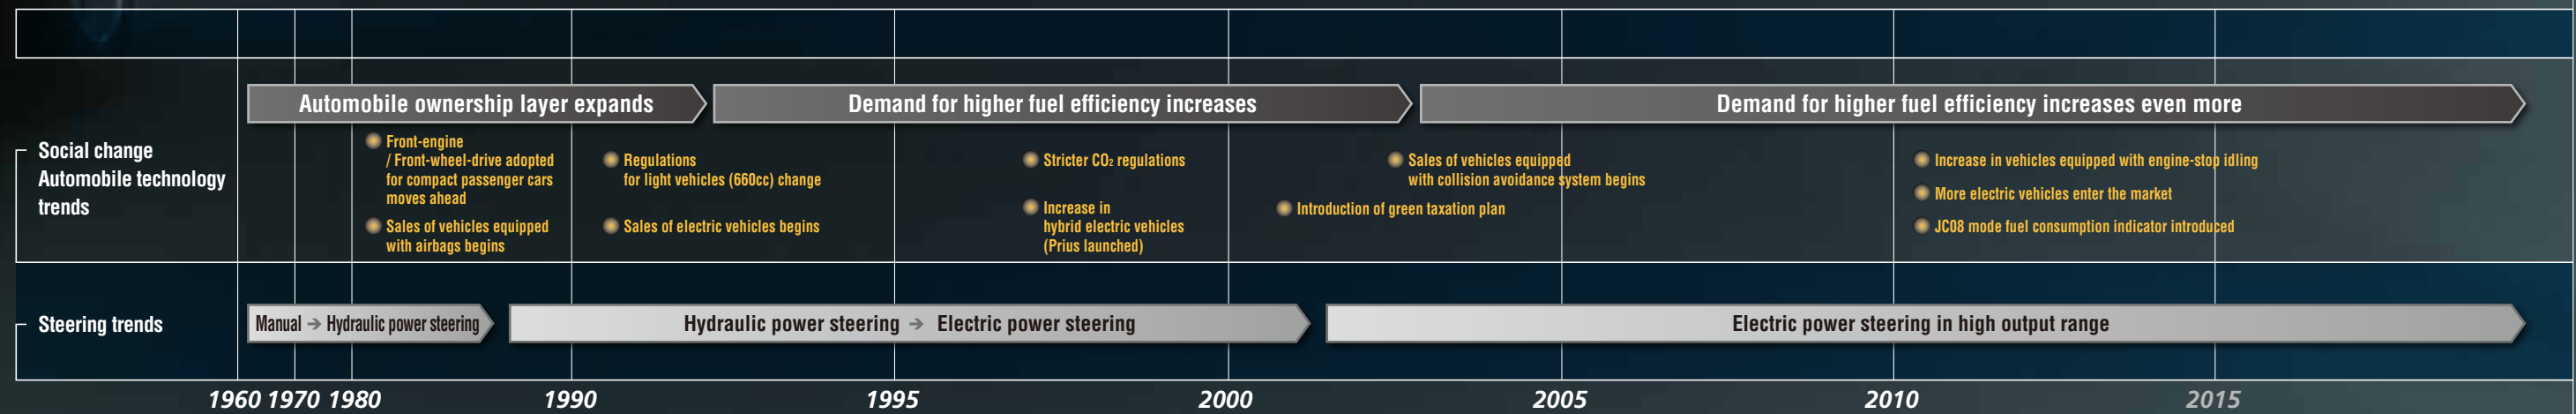 Automobile ownership layer expands
Demand for higher fuel efficiency increases
Demand for higher fuel efficiency increases even more
Social change
Automobile technology
trends
Front-engine
/ Front-wheel-drive adopted
for compact passenger cars
moves ahead
Sales of vehicles equipped
with airbags begins
Regulations
for light vehicles (660cc) change
Sales of electric vehicles begins
Stricter CO₂ regulations
Increase in
hybrid electric vehicles
(Prius launched)
Sales of vehicles equipped
with collision avoidance system begins
Introduction of green taxation plan
Increase in vehicles equipped with engine-stop idling
More electric vehicles enter the market
JC08 mode fuel consumption indicator introduced
Steering trends
Manual → Hydraulic power steering
Hydraulic power steering → Electric power steering
Electric power steering in high output range
1960 1970 1980 1990 1995 2000 2005 2010 2015